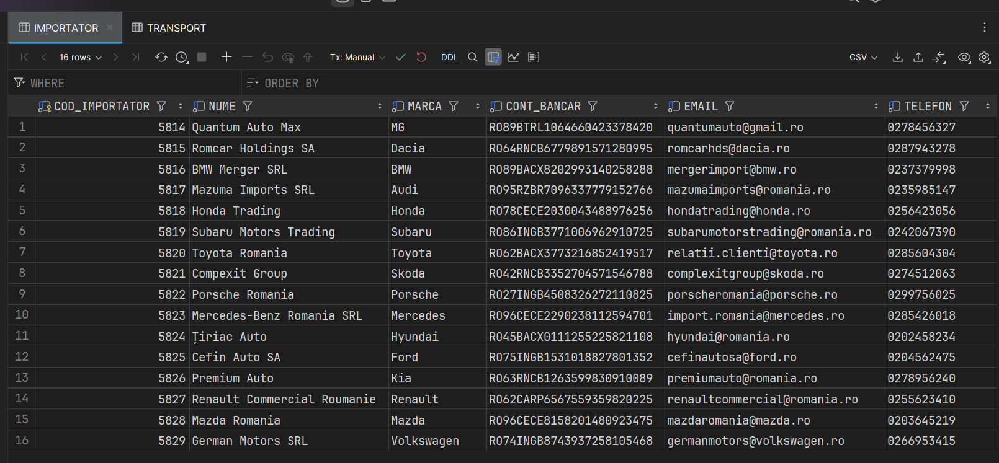 IMPORTATOR TRANSPORT
16 rows Tx: Manual DDL CSV
WHERE ORDER BY
COD_IMPORTATOR NUME MARCA CONT_BANCAR EMAIL TELEFON
1 5814 Quantum Auto Max MG RO89BTRL1064660423378420 quantumauto@gmail.ro 0278456327
2 5815 Romcar Holdings SA Dacia RO64RNCB6779891571280995 romcarhds@dacia.ro 0287943278
3 5816 BMW Merger SRL BMW RO89BACX8202993140258288 mergerimport@bmw.ro 0237379998
4 5817 Mazuma Imports SRL Audi RO95RZBR7096337779152766 mazumaimports@romania.ro 0235985147
5 5818 Honda Trading Honda RO78CECE2030043488976256 hondatrading@honda.ro 0256423056
6 5819 Subaru Motors Trading Subaru RO86INGB3771006962910725 subarumotorstrading@romania.ro 0242067390
7 5820 Toyota Romania Toyota RO62BACX3773216852419517 relatii.clienti@toyota.ro 0285604304
8 5821 Compexit Group Skoda RO42RNCB3352704571546788 complexitgroup@skoda.ro 0274512063
9 5822 Porsche Romania Porsche RO27INGB4508326272110825 porscheromania@porsche.ro 0299756025
10 5823 Mercedes-Benz Romania SRL Mercedes RO96CECE2290238112594701 import.romania@mercedes.ro 0285426018
11 5824 Țiriac Auto Hyundai RO45BACX0111255225821108 hyundai@romania.ro 0202458234
12 5825 Cefin Auto SA Ford RO75INGB1531018827801352 cefinautosa@ford.ro 0204562475
13 5826 Premium Auto Kia RO63RNCB1263599830910089 premiumauto@romania.ro 0278956240
14 5827 Renault Commercial Roumanie Renault RO62CARP6567559359820225 renaultcommercial@romania.ro 0255623410
15 5828 Mazda Romania Mazda RO96CECE8158201480923475 mazdaromania@mazda.ro 0203645219
16 5829 German Motors SRL Volkswagen RO74INGB8743937258105468 germanmotors@volkswagen.ro 0266953415